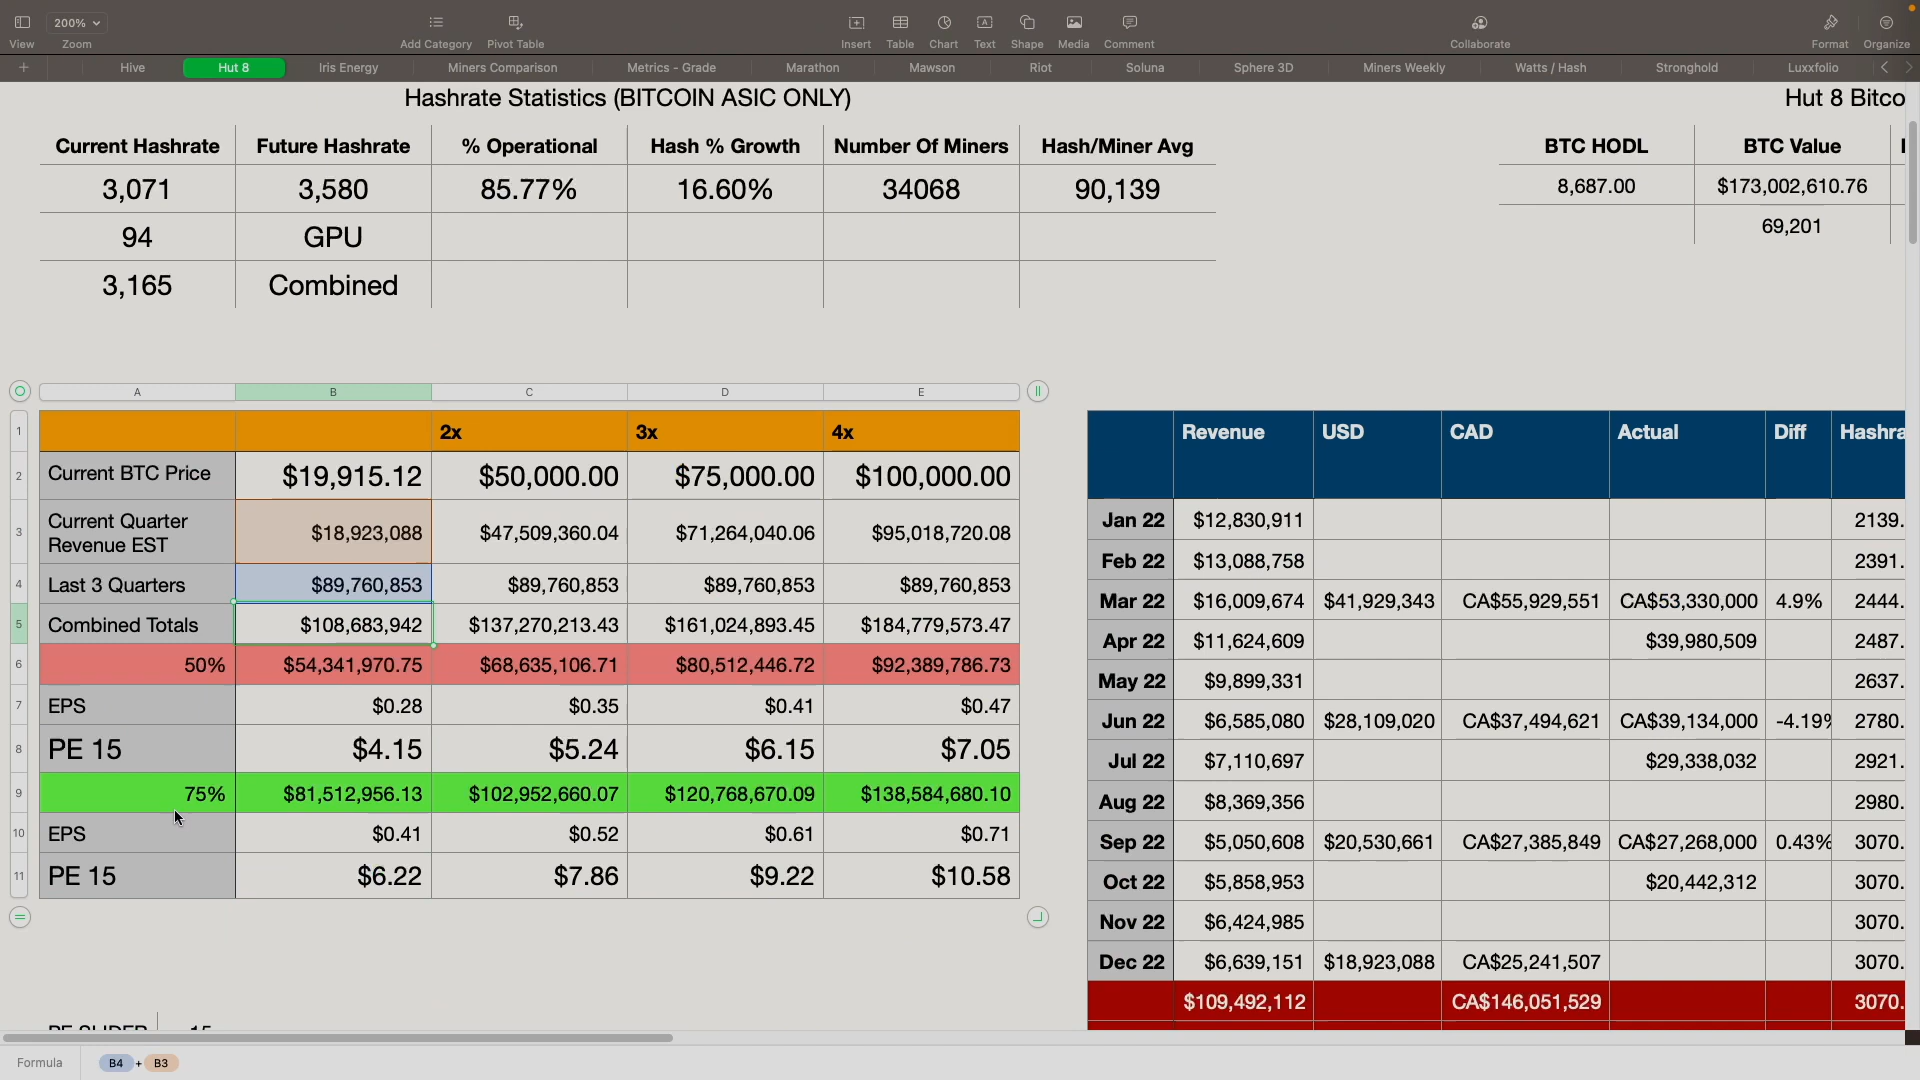 200%
View
Zoom
Add Category
Pivot Table
Insert
Table
Chart
Text
Shape
Media
Comment
Collaborate
Format
Organize
Hive
Hut 8
Iris Energy
Miners Comparison
Metrics - Grade
Marathon
Mawson
Riot
Soluna
Sphere 3D
Miners Weekly
Watts / Hash
Stronghold
Luxxfolio
Hashrate Statistics (BITCOIN ASIC ONLY)
Hut 8 Bitco
Current Hashrate Future Hashrate % Operational Hash % Growth Number Of Miners Hash/Miner Avg
3,071 3,580 85.77% 16.60% 34068 90,139
94 GPU
3,165 Combined
BTC HODL BTC Value
8,687.00 $173,002,610.76
69,201
A B C D E
1 2x 3x 4x
2 Current BTC Price $19,915.12 $50,000.00 $75,000.00 $100,000.00
3 Current Quarter
Revenue EST $18,923,088 $47,509,360.04 $71,264,040.06 $95,018,720.08
4 Last 3 Quarters $89,760,853 $89,760,853 $89,760,853 $89,760,853
5 Combined Totals $108,683,942 $137,270,213.43 $161,024,893.45 $184,779,573.47
6 50% $54,341,970.75 $68,635,106.71 $80,512,446.72 $92,389,786.73
7 EPS $0.28 $0.35 $0.41 $0.47
8 PE 15 $4.15 $5.24 $6.15 $7.05
9 75% $81,512,956.13 $102,952,660.07 $120,768,670.09 $138,584,680.10
10 EPS $0.41 $0.52 $0.61 $0.71
11 PE 15 $6.22 $7.86 $9.22 $10.58
Revenue USD CAD Actual Diff Hashra
Jan 22 $12,830,911 2139.
Feb 22 $13,088,758 2391.
Mar 22 $16,009,674 $41,929,343 CA$55,929,551 CA$53,330,000 4.9% 2444.
Apr 22 $11,624,609 $39,980,509 2487.
May 22 $9,899,331 2637.
Jun 22 $6,585,080 $28,109,020 CA$37,494,621 CA$39,134,000 -4.19% 2780.
Jul 22 $7,110,697 $29,338,032 2921.
Aug 22 $8,369,356 2980.
Sep 22 $5,050,608 $20,530,661 CA$27,385,849 CA$27,268,000 0.43% 3070.
Oct 22 $5,858,953 $20,442,312 3070.
Nov 22 $6,424,985 3070.
Dec 22 $6,639,151 $18,923,088 CA$25,241,507 3070.
$109,492,112 CA$146,051,529 3070.
PE SLIDER 15
Formula B4 + B3